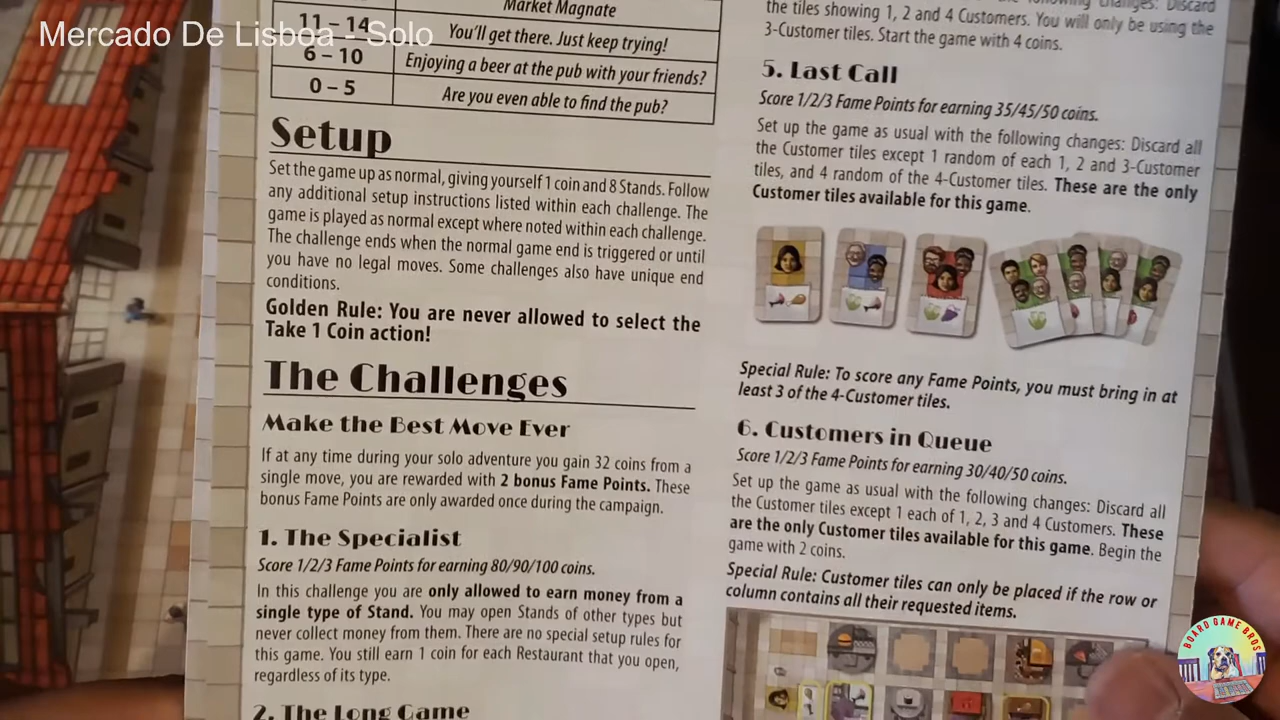 Mercado De Lisboa - Solo
Market Magnate
11 – 14 You'll get there. Just keep trying!
6 – 10 Enjoying a beer at the pub with your friends?
0 – 5 Are you even able to find the pub?
Setup
Set the game up as normal, giving yourself 1 coin and 8 Stands. Follow
any additional setup instructions listed within each challenge. The
game is played as normal except where noted within each challenge.
The challenge ends when the normal game end is triggered or until
you have no legal moves. Some challenges also have unique end
conditions.
Golden Rule: You are never allowed to select the
Take 1 Coin action!
The Challenges
Make the Best Move Ever
If at any time during your solo adventure you gain 32 coins from a
single move, you are rewarded with 2 bonus Fame Points. These
bonus Fame Points are only awarded once during the campaign.
1. The Specialist
Score 1/2/3 Fame Points for earning 80/90/100 coins.
In this challenge you are only allowed to earn money from a
single type of Stand. You may open Stands of other types but
never collect money from them. There are no special setup rules for
this game. You still earn 1 coin for each Restaurant that you open,
regardless of its type.
2. The Long Game
following changes: Discard
the tiles showing 1, 2 and 4 Customers. You will only be using the
3-Customer tiles. Start the game with 4 coins.
5. Last Call
Score 1/2/3 Fame Points for earning 35/45/50 coins.
Set up the game as usual with the following changes: Discard all
the Customer tiles except 1 random of each 1, 2 and 3-Customer
tiles, and 4 random of the 4-Customer tiles. These are the only
Customer tiles available for this game.
Special Rule: To score any Fame Points, you must bring in at
least 3 of the 4-Customer tiles.
6. Customers in Queue
Score 1/2/3 Fame Points for earning 30/40/50 coins.
Set up the game as usual with the following changes: Discard all
the Customer tiles except 1 each of 1, 2, 3 and 4 Customers. These
are the only Customer tiles available for this game. Begin the
game with 2 coins.
Special Rule: Customer tiles can only be placed if the row or
column contains all their requested items.
BOARD GAME BROS